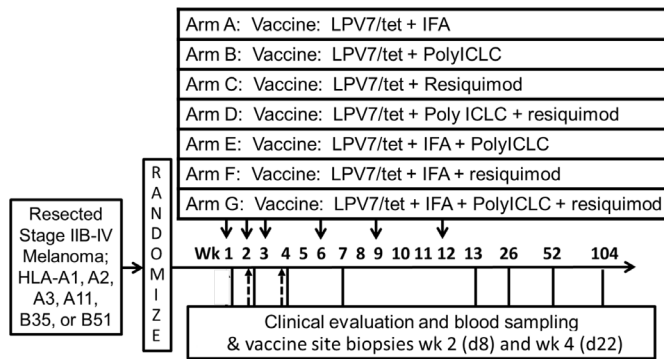 Arm A: Vaccine: LPV7/tet + IFA
Arm B: Vaccine: LPV7/tet + PolyICLC
Arm C: Vaccine: LPV7/tet + Resiquimod
Arm D: Vaccine: LPV7/tet + Poly ICLC + resiquimod
Arm E: Vaccine: LPV7/tet + IFA + PolyICLC
Arm F: Vaccine: LPV7/tet + IFA + resiquimod
Arm G: Vaccine: LPV7/tet + IFA + PolyICLC + resiquimod
RANDOMIZE
Resected
Stage IIB-IV
Melanoma;
HLA-A1, A2,
A3, A11,
B35, or B51
Wk 1 2 3 4 5 6 7 8 9 10 11 12 13 26 52 104
Clinical evaluation and blood sampling
& vaccine site biopsies wk 2 (d8) and wk 4 (d22)